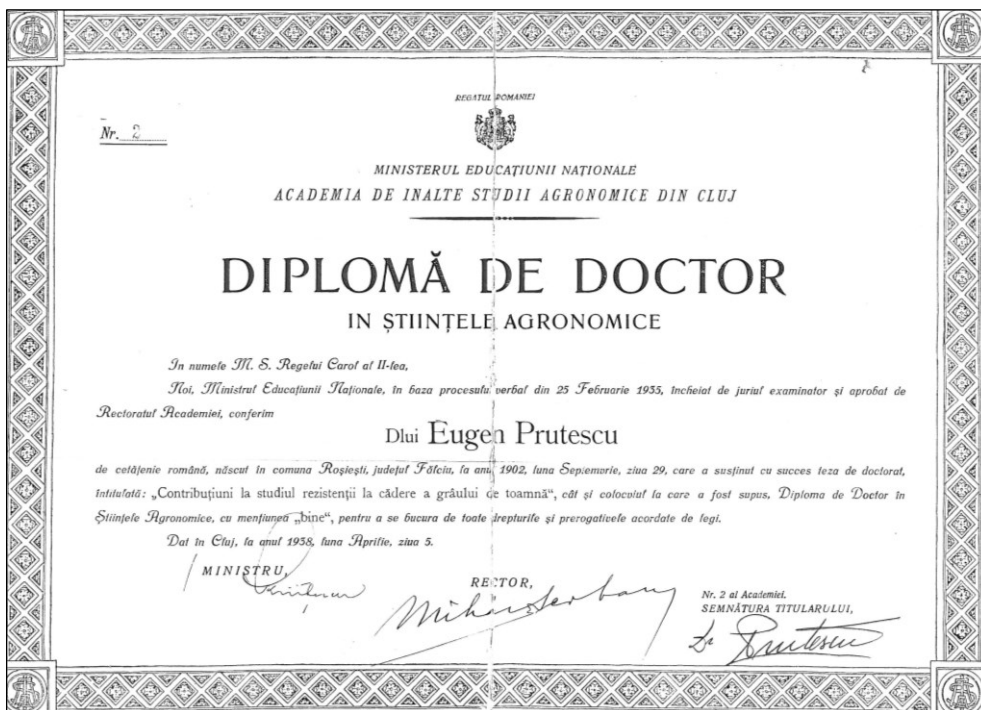 REGATUL ROMANIEI
Nr. 2
MINISTERUL EDUCAȚIUNII NAȚIONALE
ACADEMIA DE INALTE STUDII AGRONOMICE DIN CLUJ
DIPLOMĂ DE DOCTOR
IN ȘTIINȚELE AGRONOMICE
In numele M. S. Regelui Carol al II-lea,
Noi, Ministrul Educațiunii Naționale, în baza procesului verbal din 25 Februarie 1935, încheiat de juriul examinator și aprobat de
Rectoratul Academiei, conferim
Dlui Eugen Prutescu
de cetățenie română, născut în comuna Roșiești, județul Fălciu, la anul 1902, luna Septemvrie, ziua 29, care a susținut cu succes teza de doctorat,
întitulată: „Contribuțiuni la studiul rezistenții la cădere a grâului de toamnă“, cât și colocviul la care a fost supus, Diploma de Doctor în
Științele Agronomice, cu mențiunea „bine“, pentru a se bucura de toate drepturile și prerogativele acordate de legi.
Dat în Cluj, la anul 1938, luna Aprilie, ziua 5.
MINISTRU,
RECTOR,
Mihai Șerban
Nr. 2 al Academiei.
SEMNĂTURA TITULARULUI,
Dr Prutescu